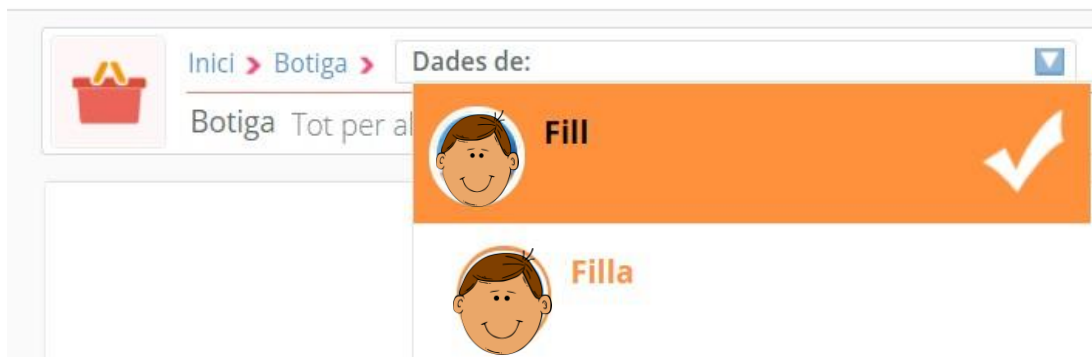 Inici > Botiga > Dades de:
Botiga Tot per al
Fill
Filla